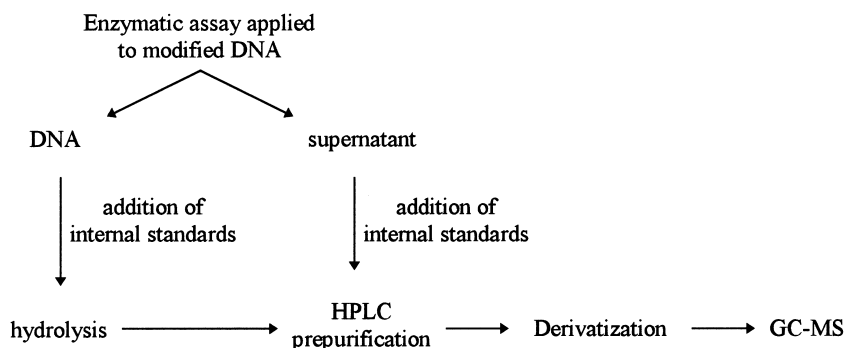 Enzymatic assay applied
to modified DNA
DNA
supernatant
addition of
internal standards
addition of
internal standards
hydrolysis
HPLC
prepurification
Derivatization
GC-MS